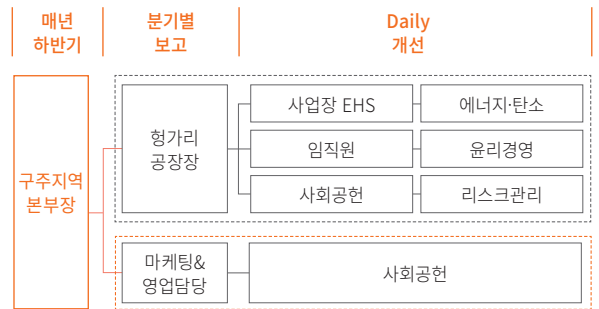 매년
하반기
분기별
보고
Daily
개선
구주지역
본부장
헝가리
공장장
사업장 EHS
에너지·탄소
임직원
윤리경영
사회공헌
리스크관리
마케팅&
영업담당
사회공헌